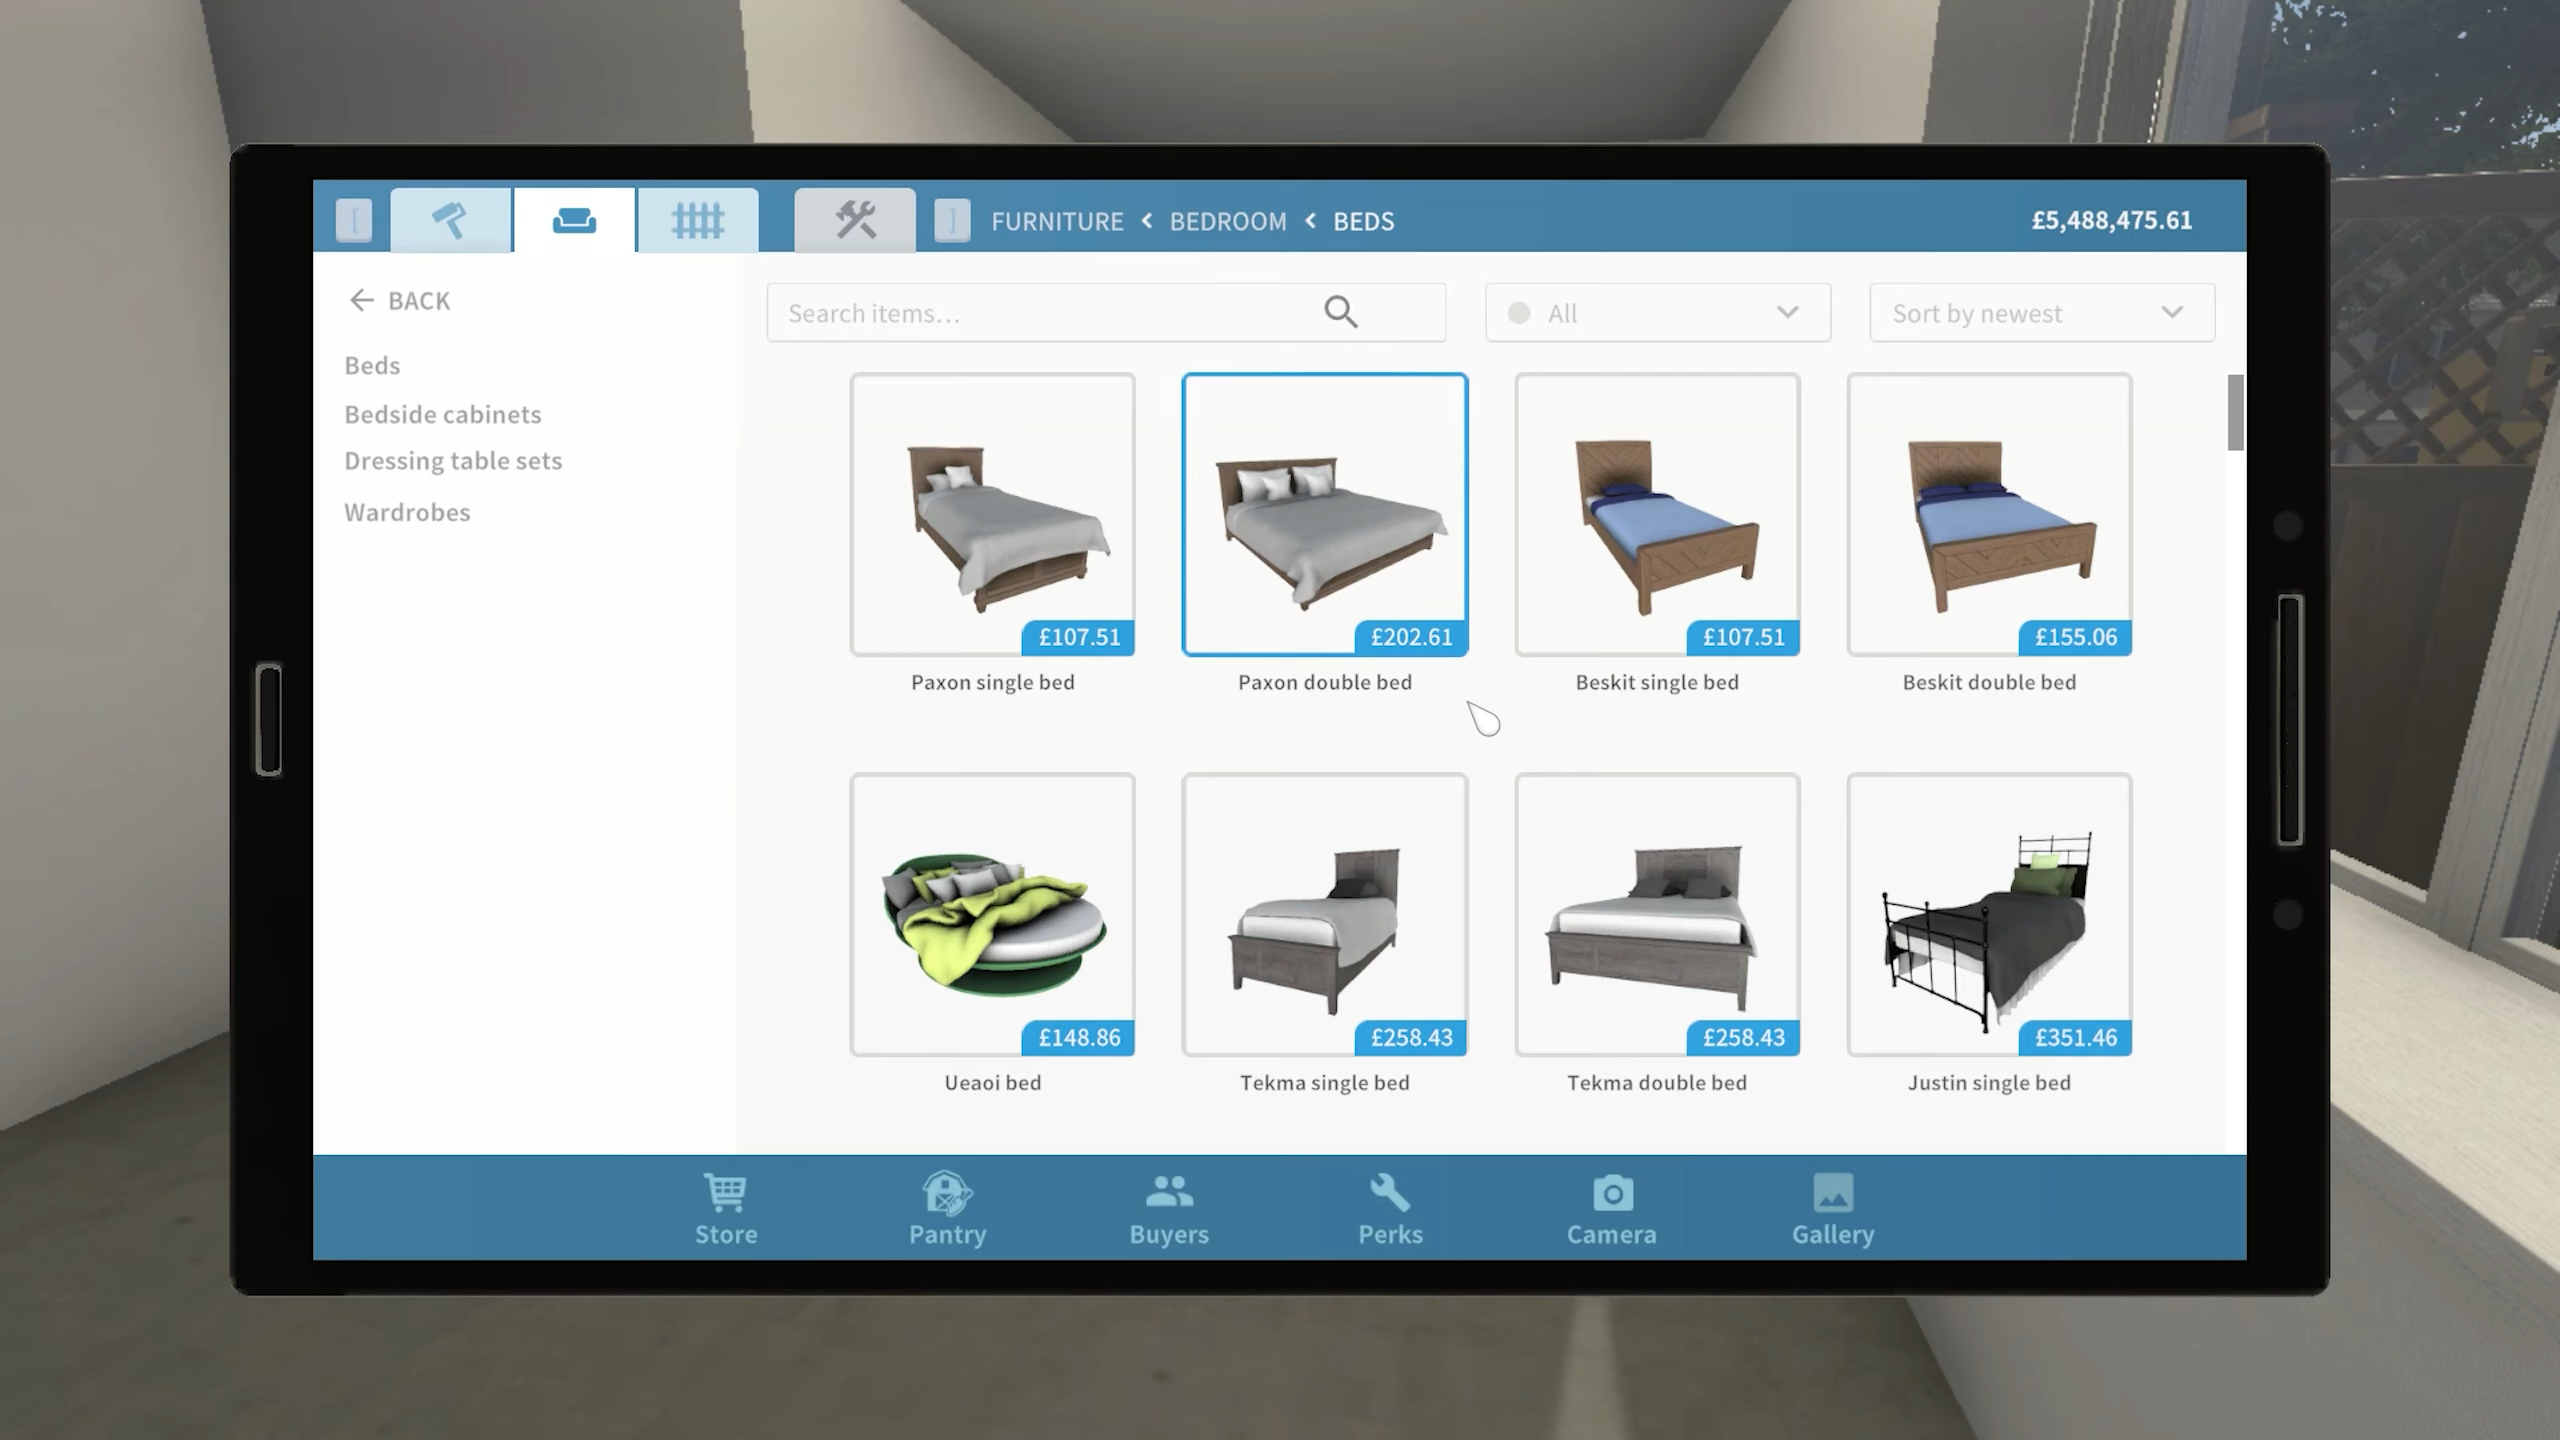 [
]
FURNITURE < BEDROOM < BEDS
£5,488,475.61
BACK
Beds
Bedside cabinets
Dressing table sets
Wardrobes
Search items...
All
Sort by newest
£107.51
£202.61
£107.51
£155.06
Paxon single bed
Paxon double bed
Beskit single bed
Beskit double bed
£148.86
£258.43
£258.43
£351.46
Ueaoi bed
Tekma single bed
Tekma double bed
Justin single bed
Store
Pantry
Buyers
Perks
Camera
Gallery